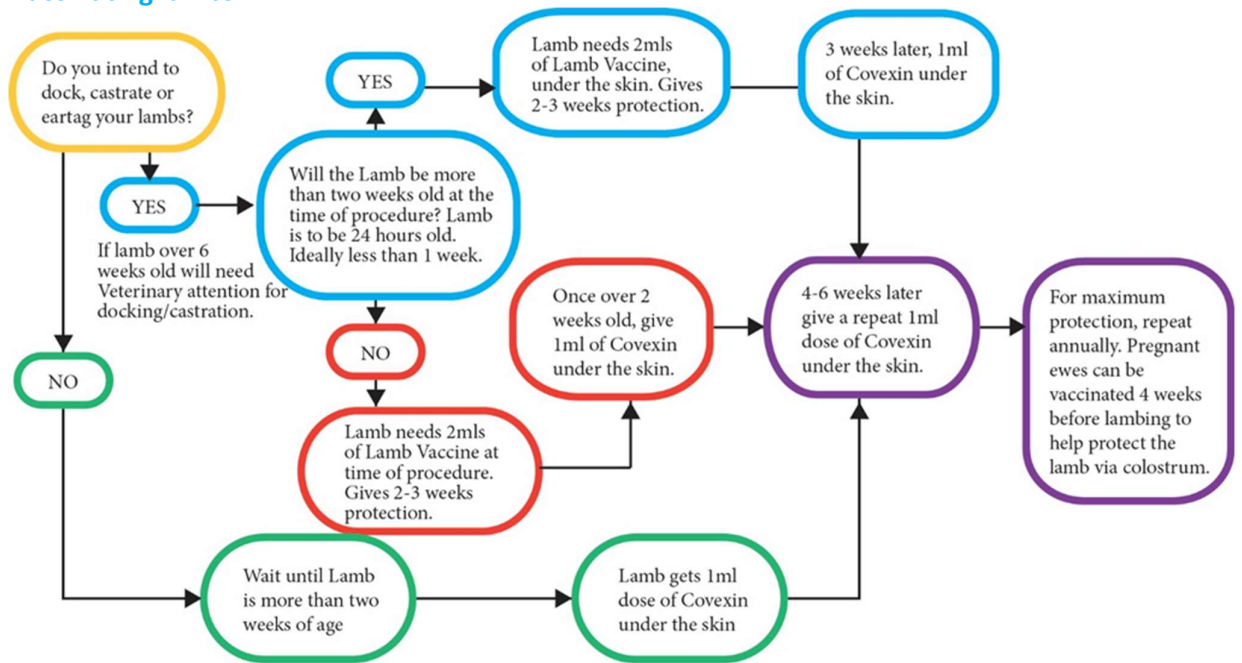 Do you intend to
dock, castrate or
eartag your lambs?
YES
If lamb over 6
weeks old will need
Veterinary attention for
docking/castration.
NO
Will the Lamb be more
than two weeks old at the
time of procedure? Lamb
is to be 24 hours old.
Ideally less than 1 week.
YES
Lamb needs 2mls
of Lamb Vaccine,
under the skin. Gives
2-3 weeks protection.
3 weeks later, 1ml
of Covexin under
the skin.
NO
Lamb needs 2mls
of Lamb Vaccine at
time of procedure.
Gives 2-3 weeks
protection.
Once over 2
weeks old, give
1ml of Covexin
under the skin.
4-6 weeks later
give a repeat 1ml
dose of Covexin
under the skin.
For maximum
protection, repeat
annually. Pregnant
ewes can be
vaccinated 4 weeks
before lambing to
help protect the
lamb via colostrum.
Wait until Lamb
is more than two
weeks of age
Lamb gets 1ml
dose of Covexin
under the skin